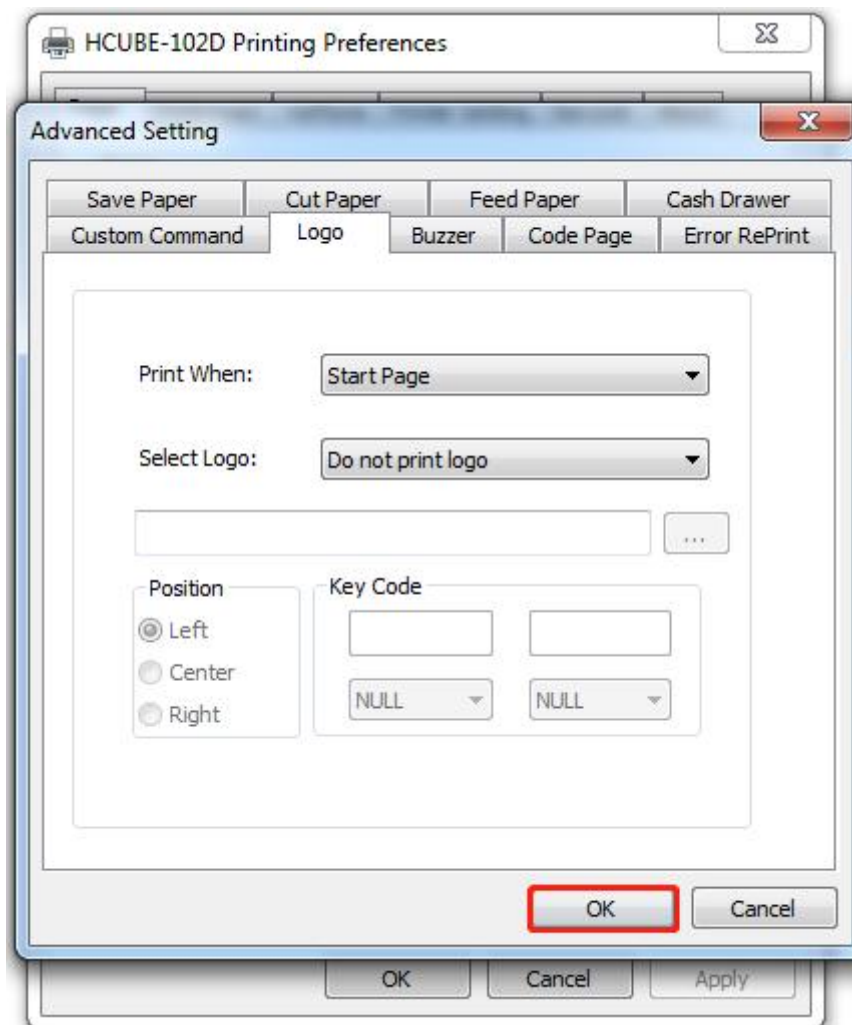 HCUBE-102D Printing Preferences
Advanced Setting
Save Paper Cut Paper Feed Paper Cash Drawer
Custom Command Logo Buzzer Code Page Error RePrint
Print When: Start Page
Select Logo: Do not print logo
...
Position Key Code
Left
Center
Right
NULL NULL
OK Cancel
OK Cancel Apply